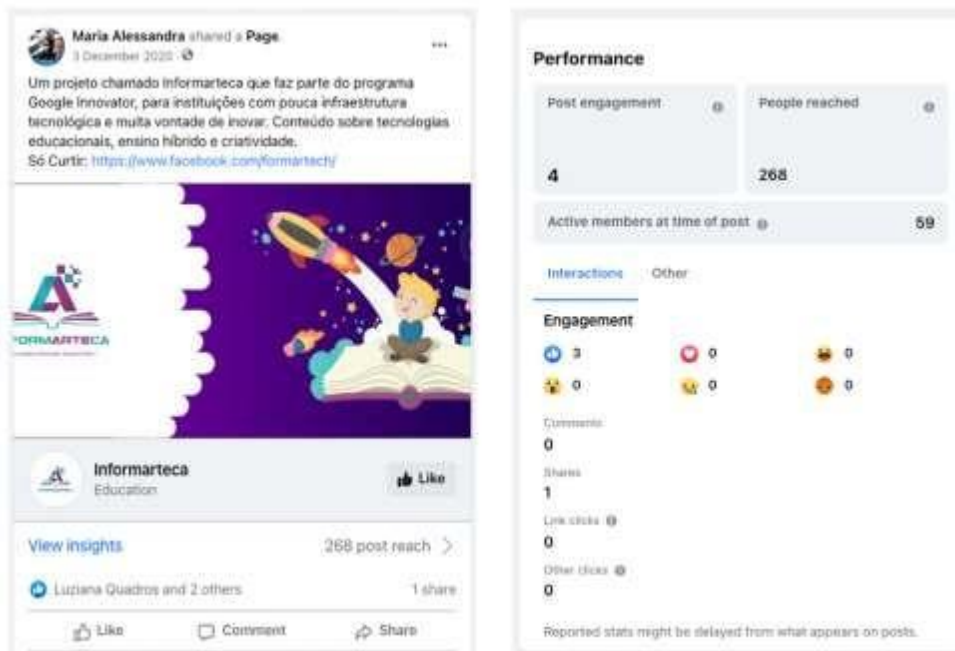 Maria Alessandra shared a Page.
3 December 2020
Um projeto chamado Informarteca que faz parte do programa
Google Innovator, para instituições com pouca infraestrutura
tecnológica e muita vontade de inovar. Conteúdo sobre tecnologias
educacionais, ensino híbrido e criatividade.
Só Curtir: https://www.facebook.com/formartech/
A
FORMARTECA
Informarteca
Education
Like
View insights
268 post reach
Luziana Quadros and 2 others
1 share
Like
Comment
Share
Performance
Post engagement
People reached
4
268
Active members at time of post
59
Interactions
Other
Engagement
3
0
0
0
0
0
Comments
0
Shares
1
Link clicks
0
Other clicks
0
Reported stats might be delayed from what appears on posts.